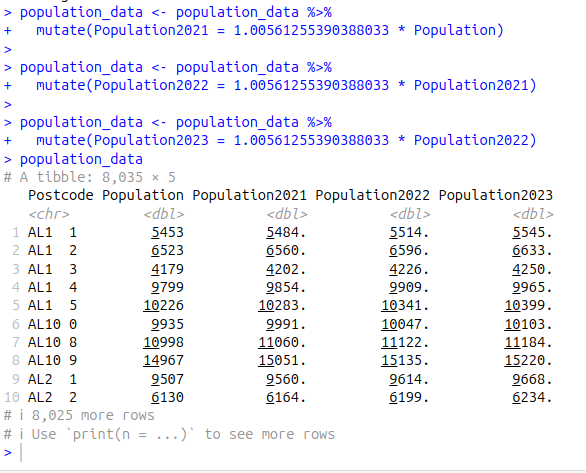 > population_data <- population_data %>%
+   mutate(Population2021 = 1.00561255390388033 * Population)
>
> population_data <- population_data %>%
+   mutate(Population2022 = 1.00561255390388033 * Population2021)
>
> population_data <- population_data %>%
+   mutate(Population2023 = 1.00561255390388033 * Population2022)
> population_data
# A tibble: 8,035 × 5
   Postcode Population Population2021 Population2022 Population2023
   <chr>         <dbl>          <dbl>          <dbl>          <dbl>
 1 AL1  1         5453          5484.          5514.          5545.
 2 AL1  2         6523          6560.          6596.          6633.
 3 AL1  3         4179          4202.          4226.          4250.
 4 AL1  4         9799          9854.          9909.          9965.
 5 AL1  5        10226         10283.         10341.         10399.
 6 AL10 0         9935          9991.         10047.         10103.
 7 AL10 8        10998         11060.         11122.         11184.
 8 AL10 9        14967         15051.         15135.         15220.
 9 AL2  1         9507          9560.          9614.          9668.
10 AL2  2         6130          6164.          6199.          6234.
# ℹ 8,025 more rows
# ℹ Use `print(n = ...)` to see more rows
>